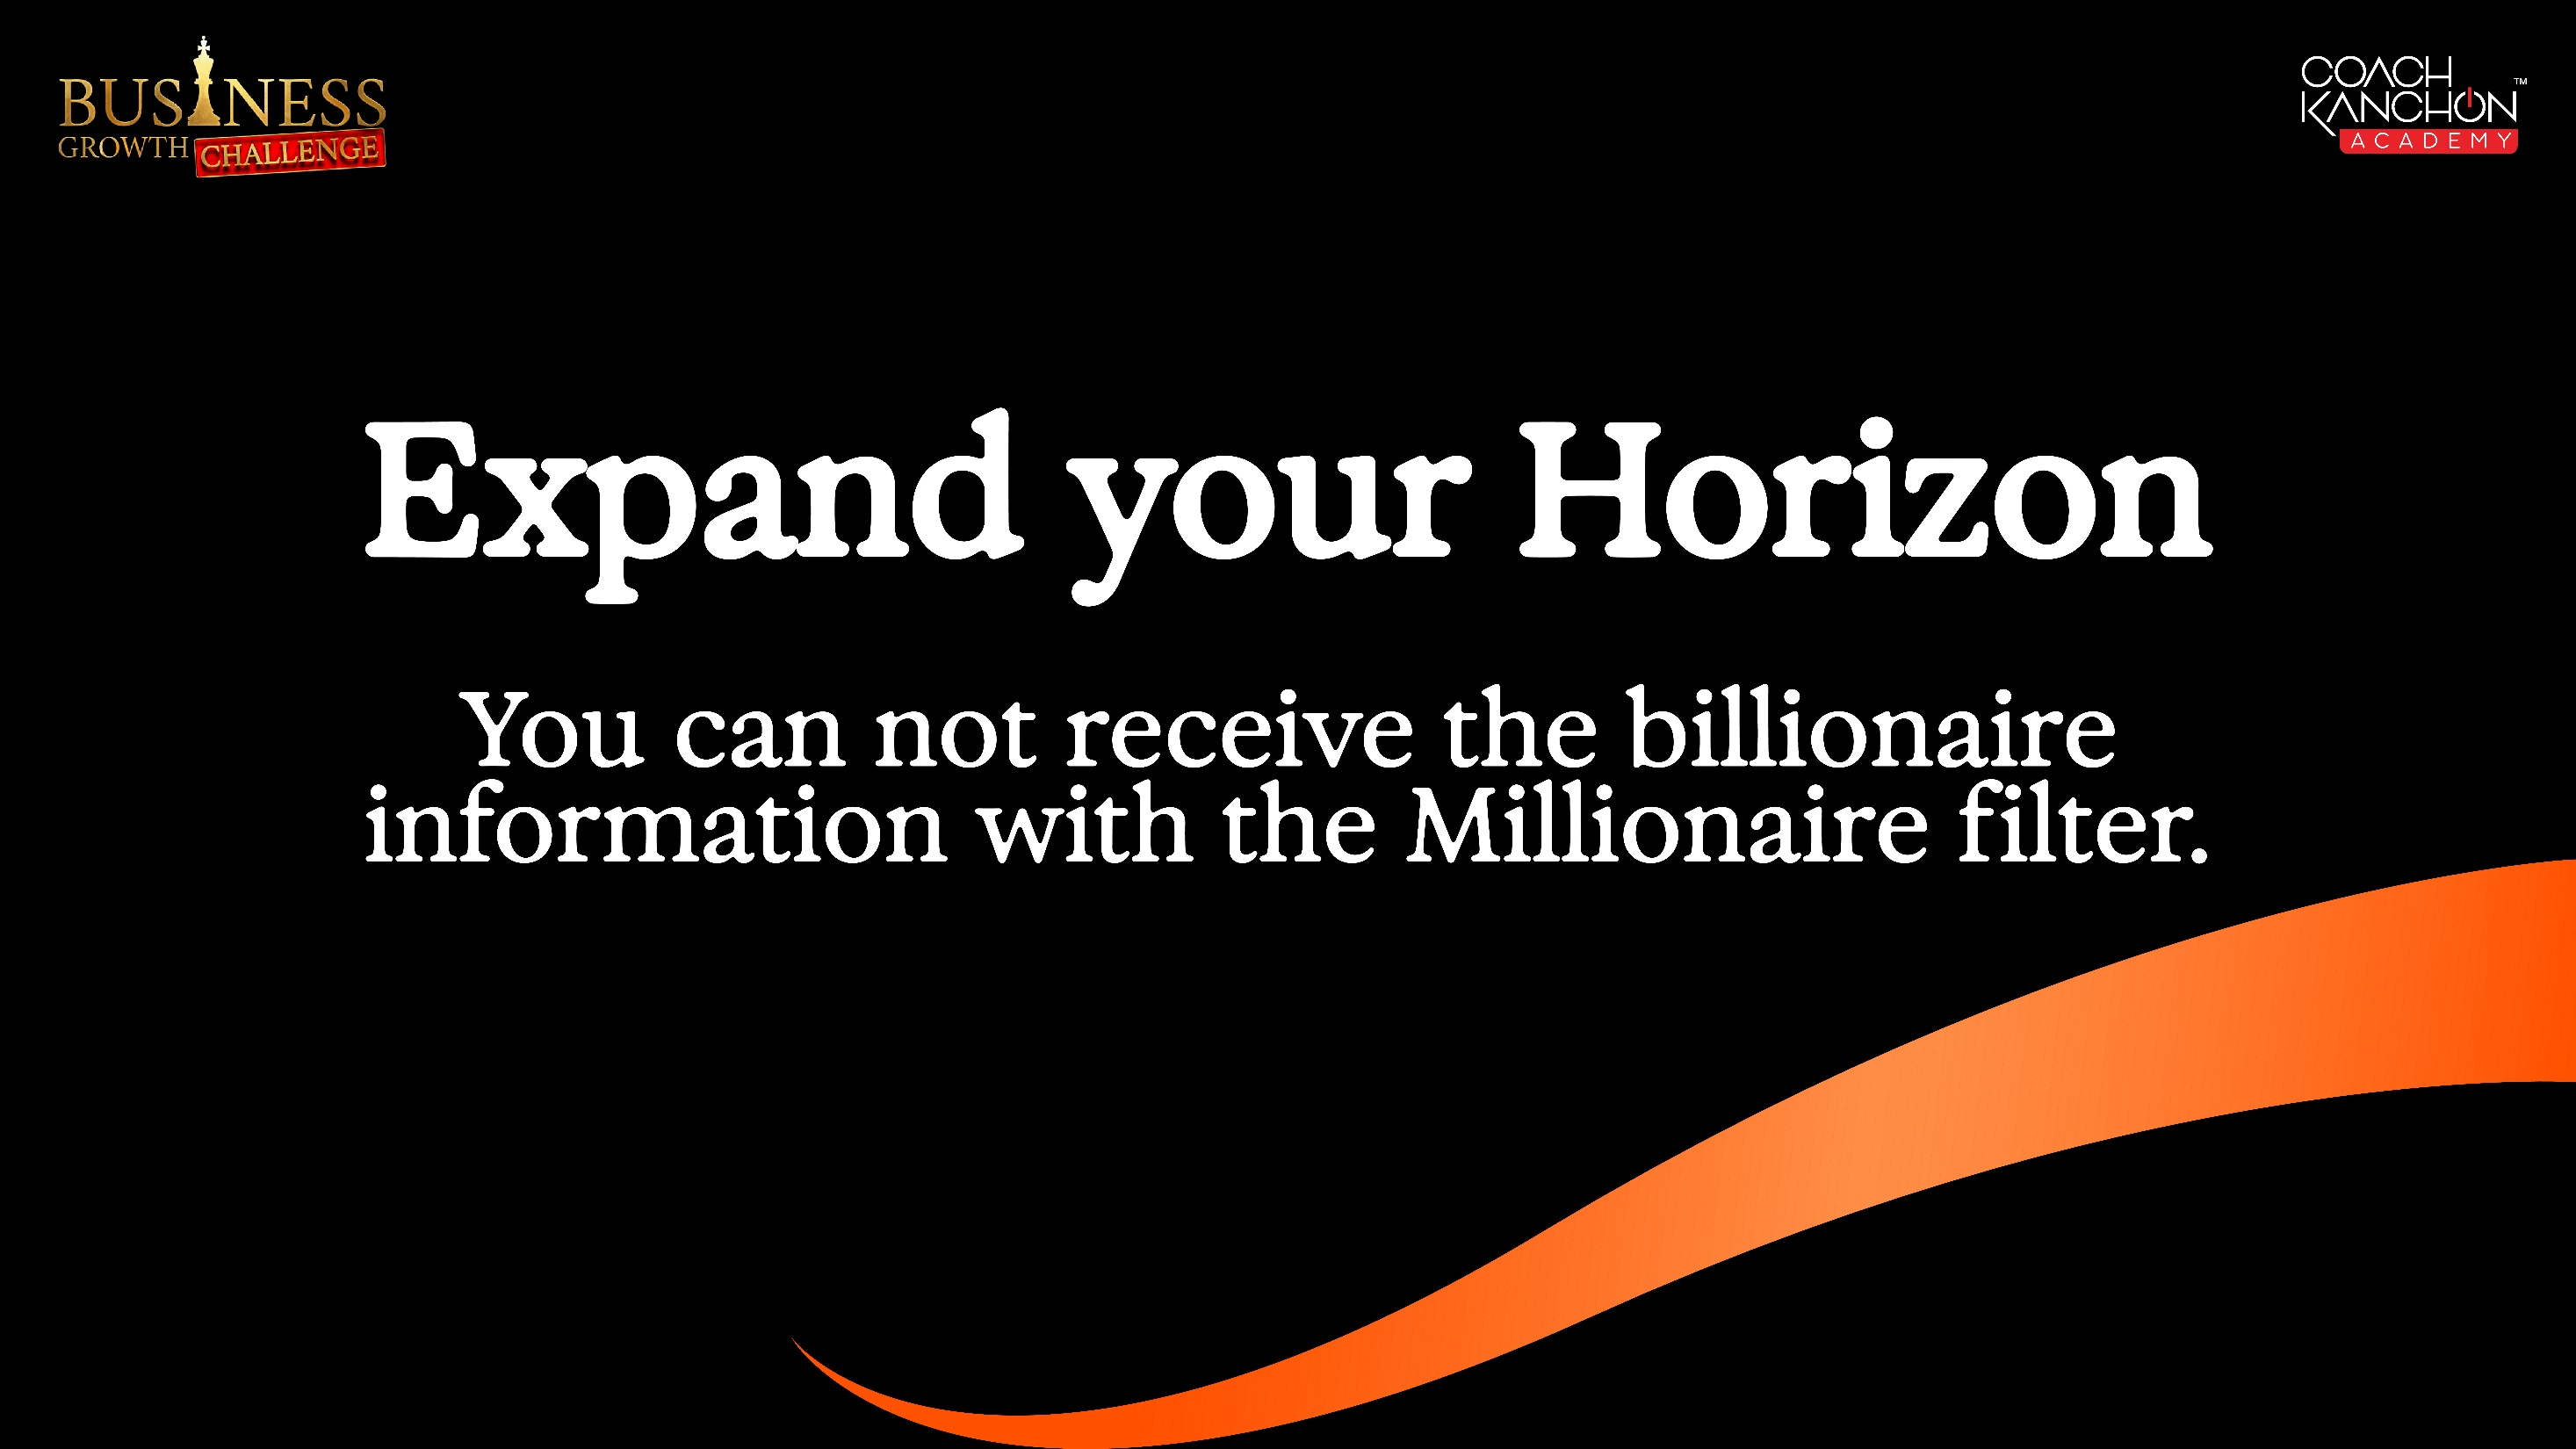 BUSINESS
GROWTH CHALLENGE
COACH
KANCHON™
ACADEMY
Expand your Horizon
You can not receive the billionaire
information with the Millionaire filter.